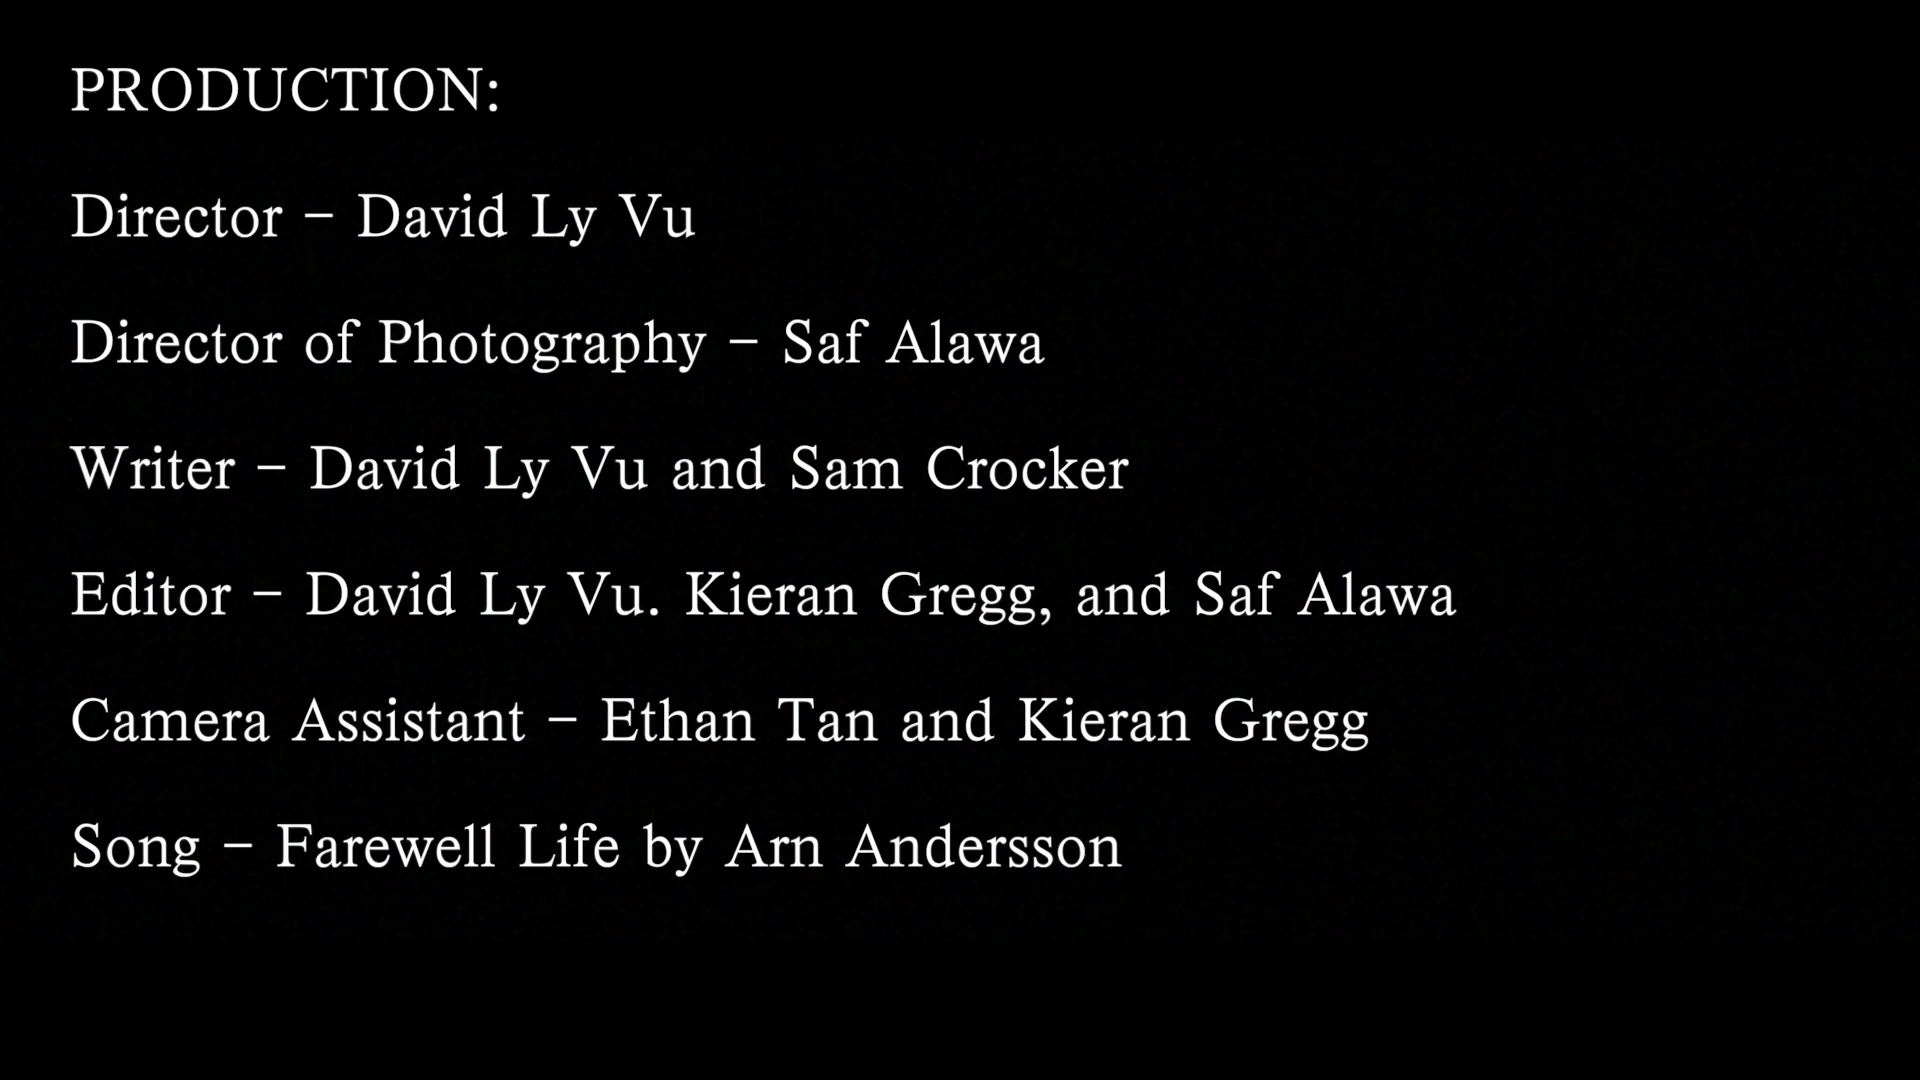 PRODUCTION:
Director – David Ly Vu
Director of Photography – Saf Alawa
Writer – David Ly Vu and Sam Crocker
Editor – David Ly Vu. Kieran Gregg, and Saf Alawa
Camera Assistant – Ethan Tan and Kieran Gregg
Song – Farewell Life by Arn Andersson